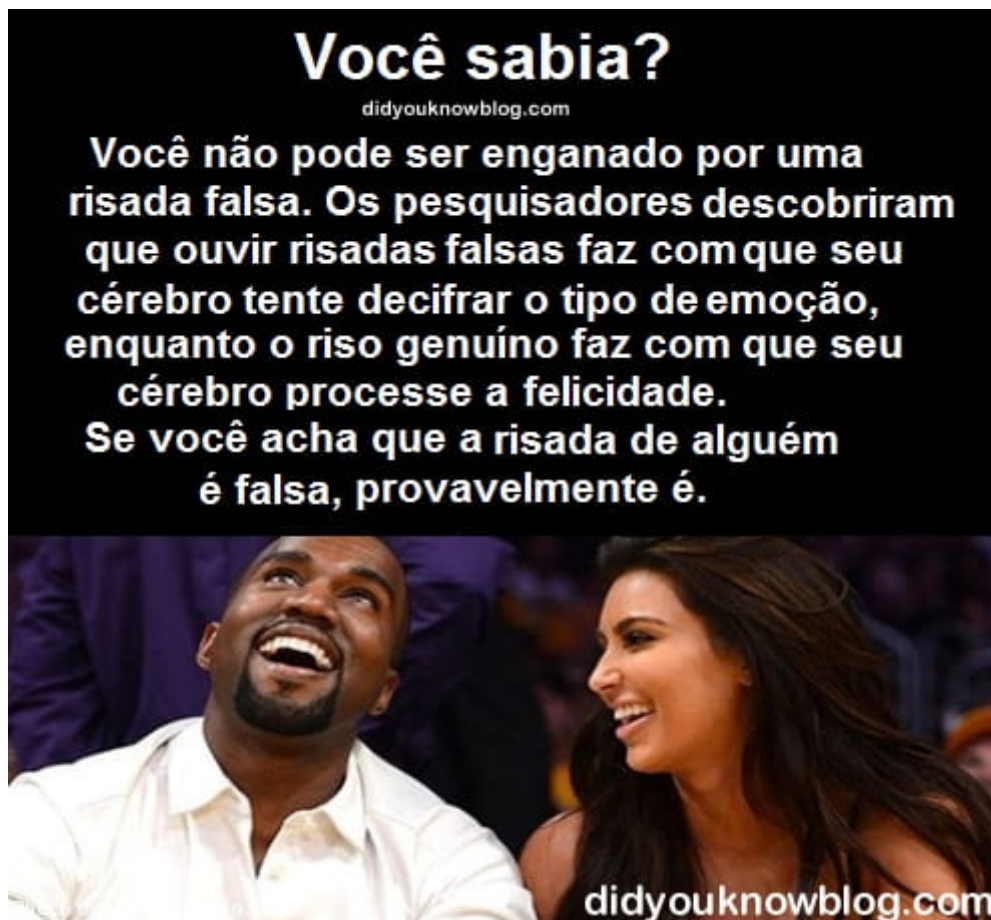 Você sabia?
didyouknowblog.com
Você não pode ser enganado por uma
risada falsa. Os pesquisadores descobriram
que ouvir risadas falsas faz com que seu
cérebro tente decifrar o tipo de emoção,
enquanto o riso genuíno faz com que seu
cérebro processe a felicidade.
Se você acha que a risada de alguém
é falsa, provavelmente é.
didyouknowblog.com